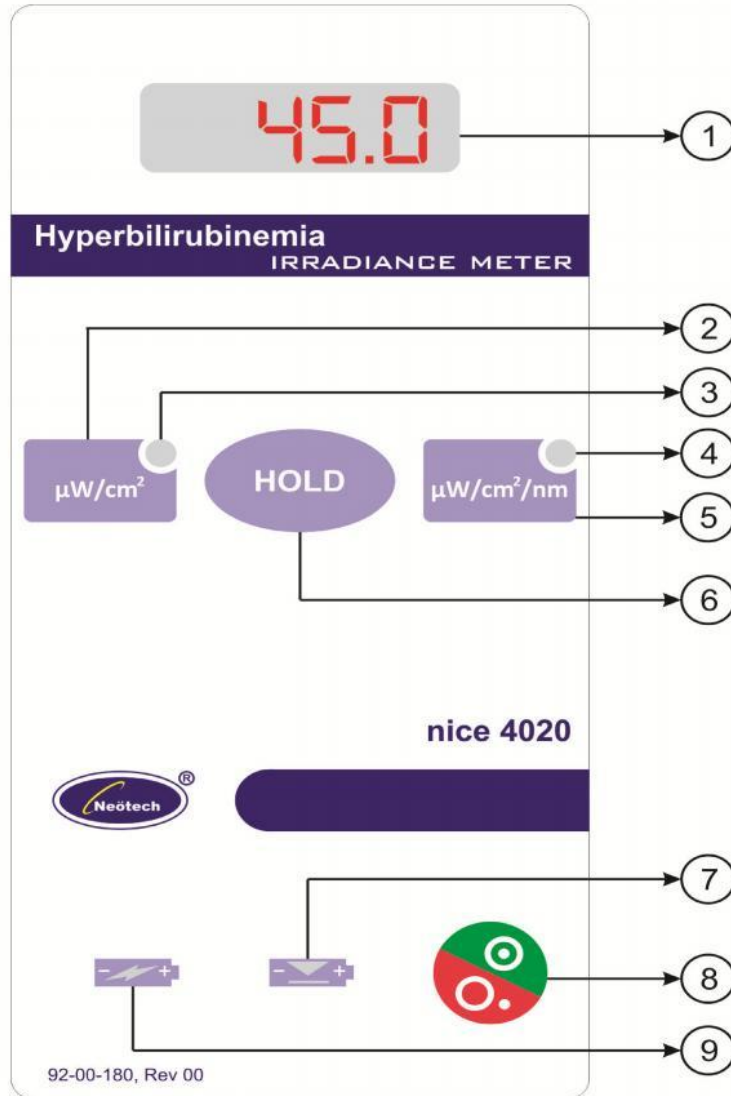 45.0
1
Hyperbilirubinemia
IRRADIANCE METER
2
3
µW/cm²
HOLD
µW/cm²/nm
4
5
6
nice 4020
Neötech®
7
- +
- +
8
9
92-00-180, Rev 00